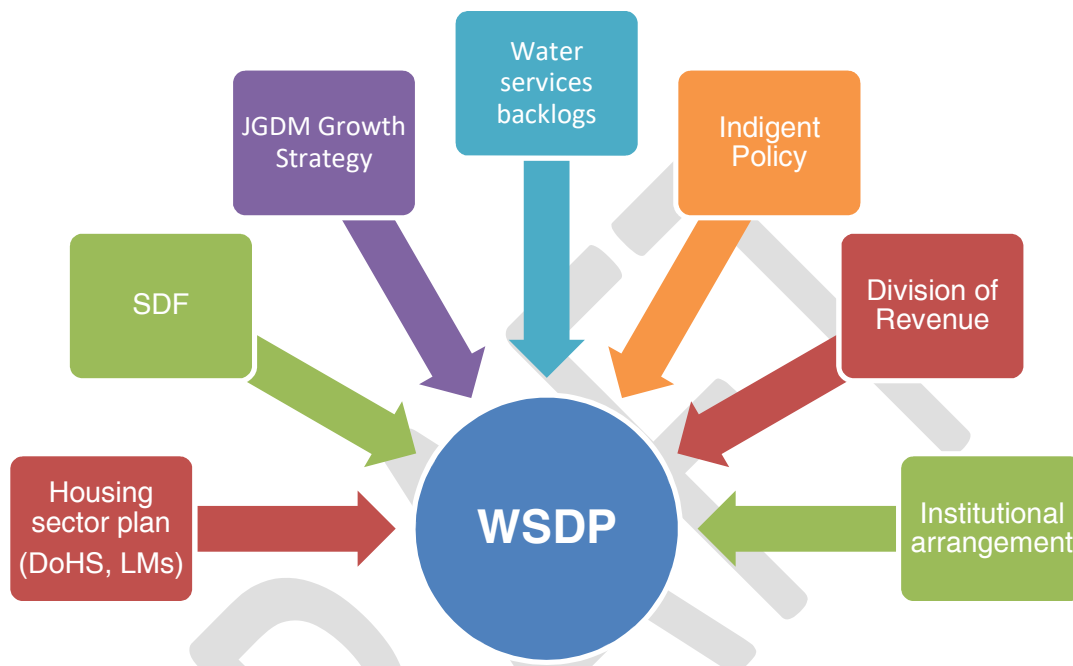 Water
services
backlogs
JGDM Growth
Strategy
Indigent
Policy
SDF
Division of
Revenue
Housing
sector plan
(DoHS, LMs)
WSDP
Institutional
arrangement